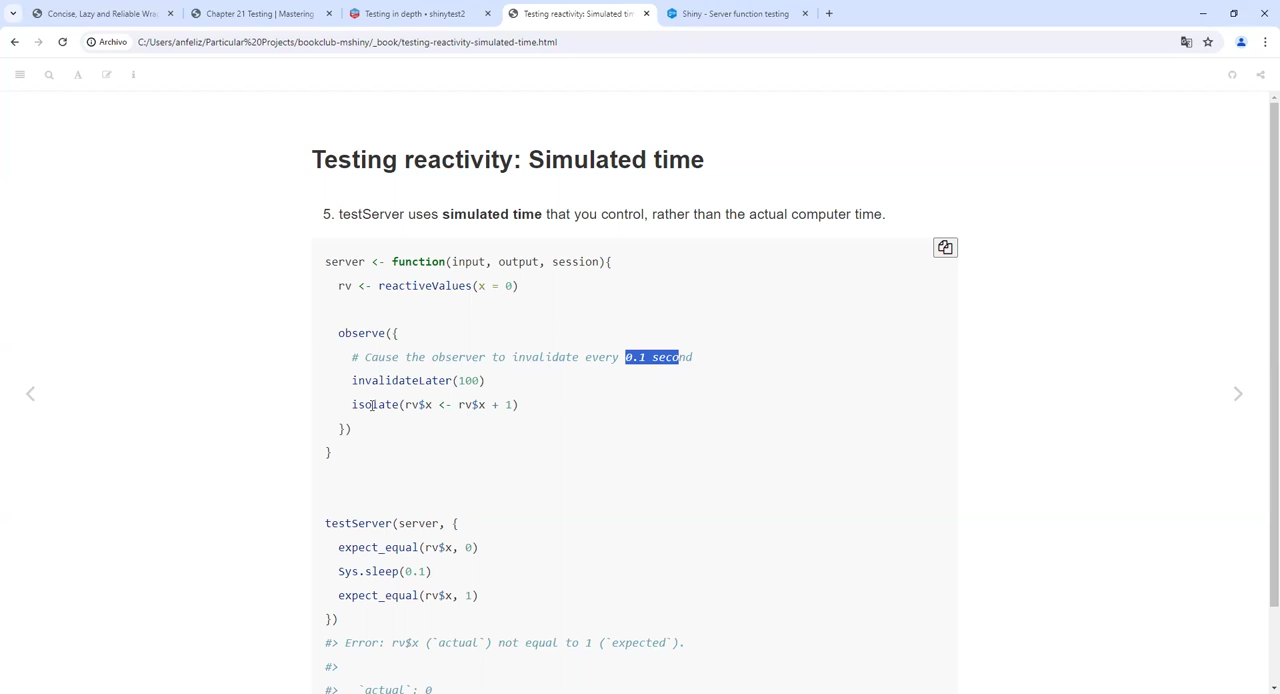 Concise, Lazy and Reliable Wra
Chapter 21 Testing | Mastering
Testing in depth • shinytest2
Testing reactivity: Simulated tim
Shiny - Server function testing
Archivo
C:/Users/anfeliz/Particular%20Projects/bookclub-mshiny/_book/testing-reactivity-simulated-time.html
Testing reactivity: Simulated time
5. testServer uses simulated time that you control, rather than the actual computer time.
server <- function(input, output, session){
rv <- reactiveValues(x = 0)
observe({
# Cause the observer to invalidate every 0.1 second
invalidateLater(100)
isolate(rv$x <- rv$x + 1)
})
}
testServer(server, {
expect_equal(rv$x, 0)
Sys.sleep(0.1)
expect_equal(rv$x, 1)
})
#> Error: rv$x (`actual`) not equal to 1 (`expected`).
#>
#>   `actual`: 0